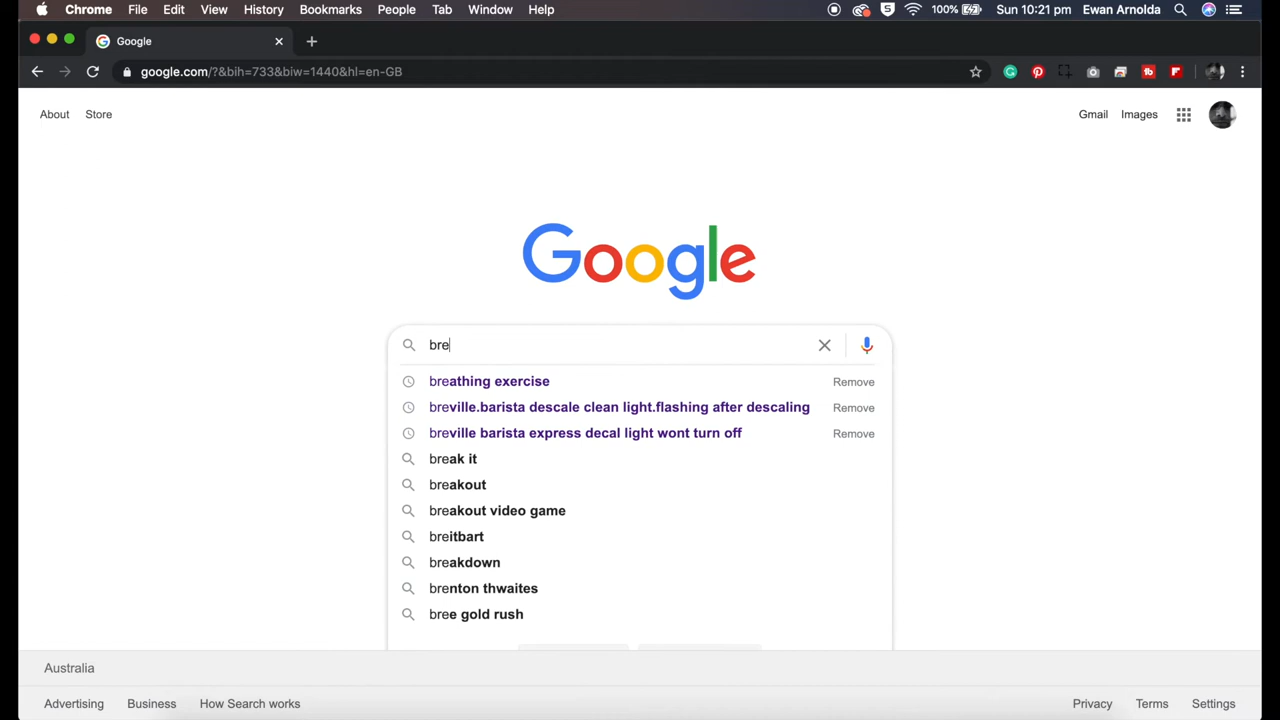 Chrome File Edit View History Bookmarks People Tab Window Help 100% Sun 10:21 pm Ewan Arnolda
Google
google.com/?&bih=733&biw=1440&hl=en-GB
About Store Gmail Images
Google
bre
breathing exercise Remove
breville.barista descale clean light.flashing after descaling Remove
breville barista express decal light wont turn off Remove
break it
breakout
breakout video game
breitbart
breakdown
brenton thwaites
bree gold rush
Australia
Advertising Business How Search works Privacy Terms Settings